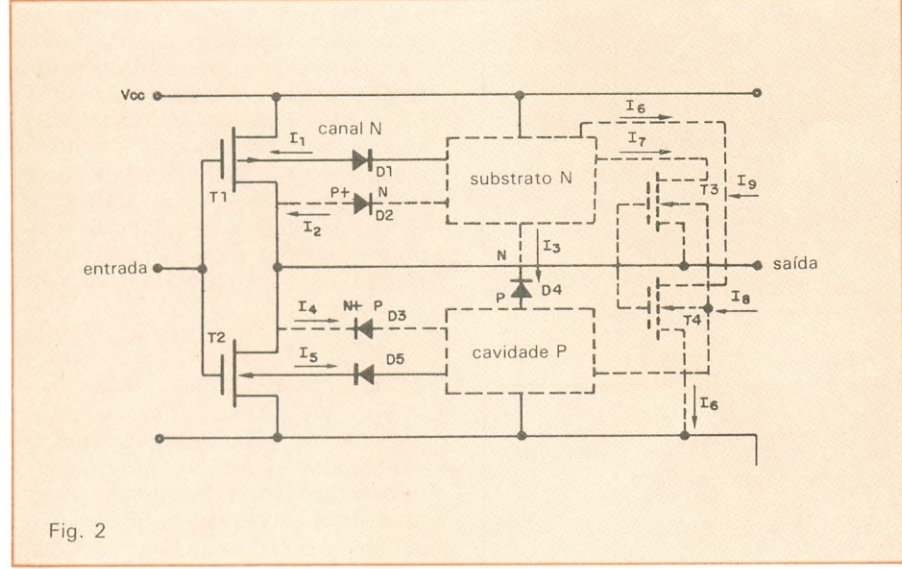 Vcc
I6
canal N
I1
I7
D1
substrato N
T3
I9
T1
P+ N
D2
I2
I3
N
entrada
saída
P
D4
I4
N+ P
D3
I8
T2
T4
I5
D5
cavidade P
I6
Fig. 2